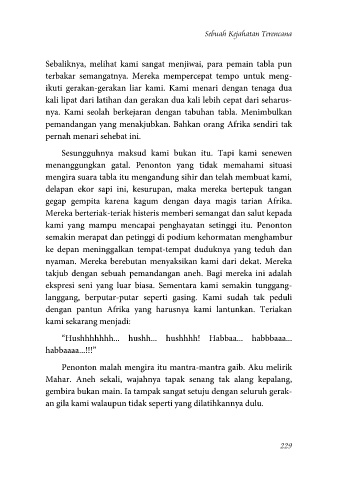 Sebuah Kejahatan Terencana
Sebaliknya, melihat kami sangat menjiwai, para pemain tabla pun
terbakar semangatnya. Mereka mempercepat tempo untuk meng-
ikuti gerakan-gerakan liar kami. Kami menari dengan tenaga dua
kali lipat dari latihan dan gerakan dua kali lebih cepat dari seharus-
nya. Kami seolah berkejaran dengan tabuhan tabla. Menimbulkan
pemandangan yang menakjubkan. Bahkan orang Afrika sendiri tak
pernah menari sehebat ini.
Sesungguhnya maksud kami bukan itu. Tapi kami senewen
menanggungkan gatal. Penonton yang tidak memahami situasi
mengira suara tabla itu mengandung sihir dan telah membuat kami,
delapan ekor sapi ini, kesurupan, maka mereka bertepuk tangan
gegap gempita karena kagum dengan daya magis tarian Afrika.
Mereka berteriak-teriak histeris memberi semangat dan salut kepada
kami yang mampu mencapai penghayatan setinggi itu. Penonton
semakin merapat dan petinggi di podium kehormatan menghambur
ke depan meninggalkan tempat-tempat duduknya yang teduh dan
nyaman. Mereka berebutan menyaksikan kami dari dekat. Mereka
takjub dengan sebuah pemandangan aneh. Bagi mereka ini adalah
ekspresi seni yang luar biasa. Sementara kami semakin tunggang-
langgang, berputar-putar seperti gasing. Kami sudah tak peduli
dengan pantun Afrika yang harusnya kami lantunkan. Teriakan
kami sekarang menjadi:
“Hushhhhhhh... hushh... hushhhh! Habbaa... habbbaaa...
habbaaaa...!!!”
Penonton malah mengira itu mantra-mantra gaib. Aku melirik
Mahar. Aneh sekali, wajahnya tapak senang tak alang kepalang,
gembira bukan main. Ia tampak sangat setuju dengan seluruh gerak-
an gila kami walaupun tidak seperti yang dilatihkannya dulu.
229